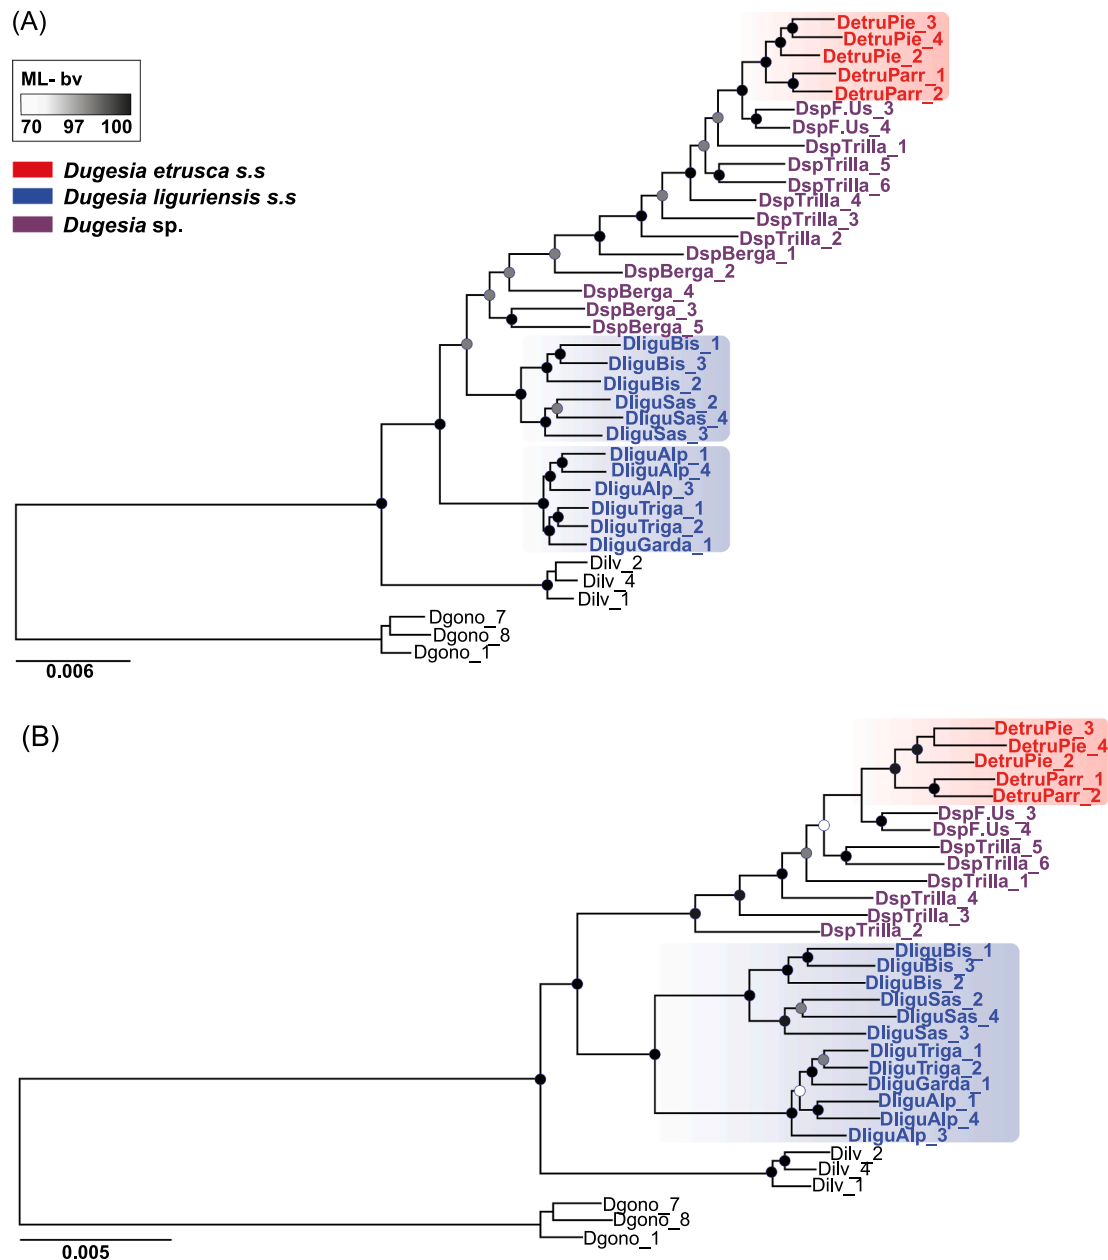 (A)
ML- bv
70 97 100
Dugesia etrusca s.s
Dugesia liguriensis s.s
Dugesia sp.
DetruPie_3
DetruPie_4
DetruPie_2
DetruParr_1
DetruParr_2
DspF.Us_3
DspF.Us_4
DspTrilla_1
DspTrilla_5
DspTrilla_6
DspTrilla_4
DspTrilla_3
DspTrilla_2
DspBerga_1
DspBerga_2
DspBerga_4
DspBerga_3
DspBerga_5
DliguBis_1
DliguBis_3
DliguBis_2
DliguSas_2
DliguSas_4
DliguSas_3
DliguAlp_1
DliguAlp_4
DliguAlp_3
DliguTriga_1
DliguTriga_2
DliguGarda_1
Dilv_2
Dilv_4
Dilv_1
Dgono_7
Dgono_8
Dgono_1
0.006
(B)
DetruPie_3
DetruPie_4
DetruPie_2
DetruParr_1
DetruParr_2
DspF.Us_3
DspF.Us_4
DspTrilla_5
DspTrilla_6
DspTrilla_1
DspTrilla_4
DspTrilla_3
DspTrilla_2
DliguBis_1
DliguBis_3
DliguBis_2
DliguSas_2
DliguSas_4
DliguSas_3
DliguTriga_1
DliguTriga_2
DliguGarda_1
DliguAlp_1
DliguAlp_4
DliguAlp_3
Dilv_2
Dilv_4
Dilv_1
Dgono_7
Dgono_8
Dgono_1
0.005